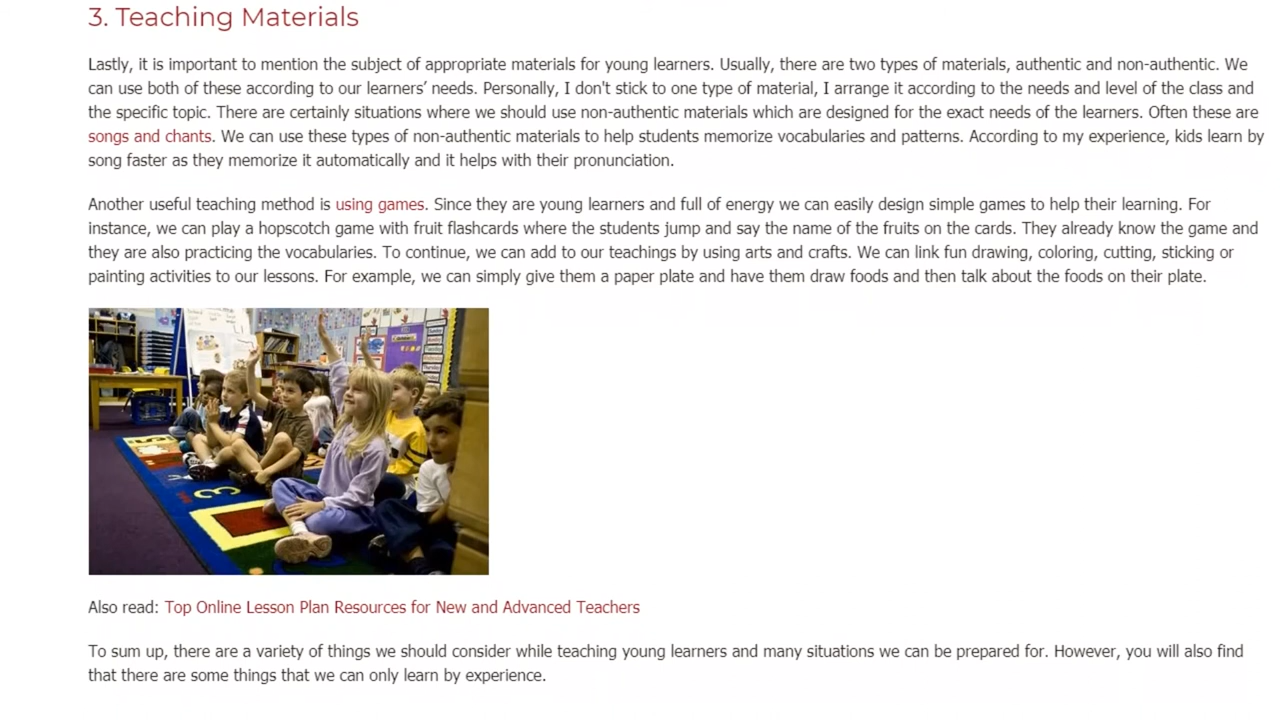 3. Teaching Materials
Lastly, it is important to mention the subject of appropriate materials for young learners. Usually, there are two types of materials, authentic and non-authentic. We
can use both of these according to our learners’ needs. Personally, I don't stick to one type of material, I arrange it according to the needs and level of the class and
the specific topic. There are certainly situations where we should use non-authentic materials which are designed for the exact needs of the learners. Often these are
songs and chants. We can use these types of non-authentic materials to help students memorize vocabularies and patterns. According to my experience, kids learn by
song faster as they memorize it automatically and it helps with their pronunciation.
Another useful teaching method is using games. Since they are young learners and full of energy we can easily design simple games to help their learning. For
instance, we can play a hopscotch game with fruit flashcards where the students jump and say the name of the fruits on the cards. They already know the game and
they are also practicing the vocabularies. To continue, we can add to our teachings by using arts and crafts. We can link fun drawing, coloring, cutting, sticking or
painting activities to our lessons. For example, we can simply give them a paper plate and have them draw foods and then talk about the foods on their plate.
Also read: Top Online Lesson Plan Resources for New and Advanced Teachers
To sum up, there are a variety of things we should consider while teaching young learners and many situations we can be prepared for. However, you will also find
that there are some things that we can only learn by experience.